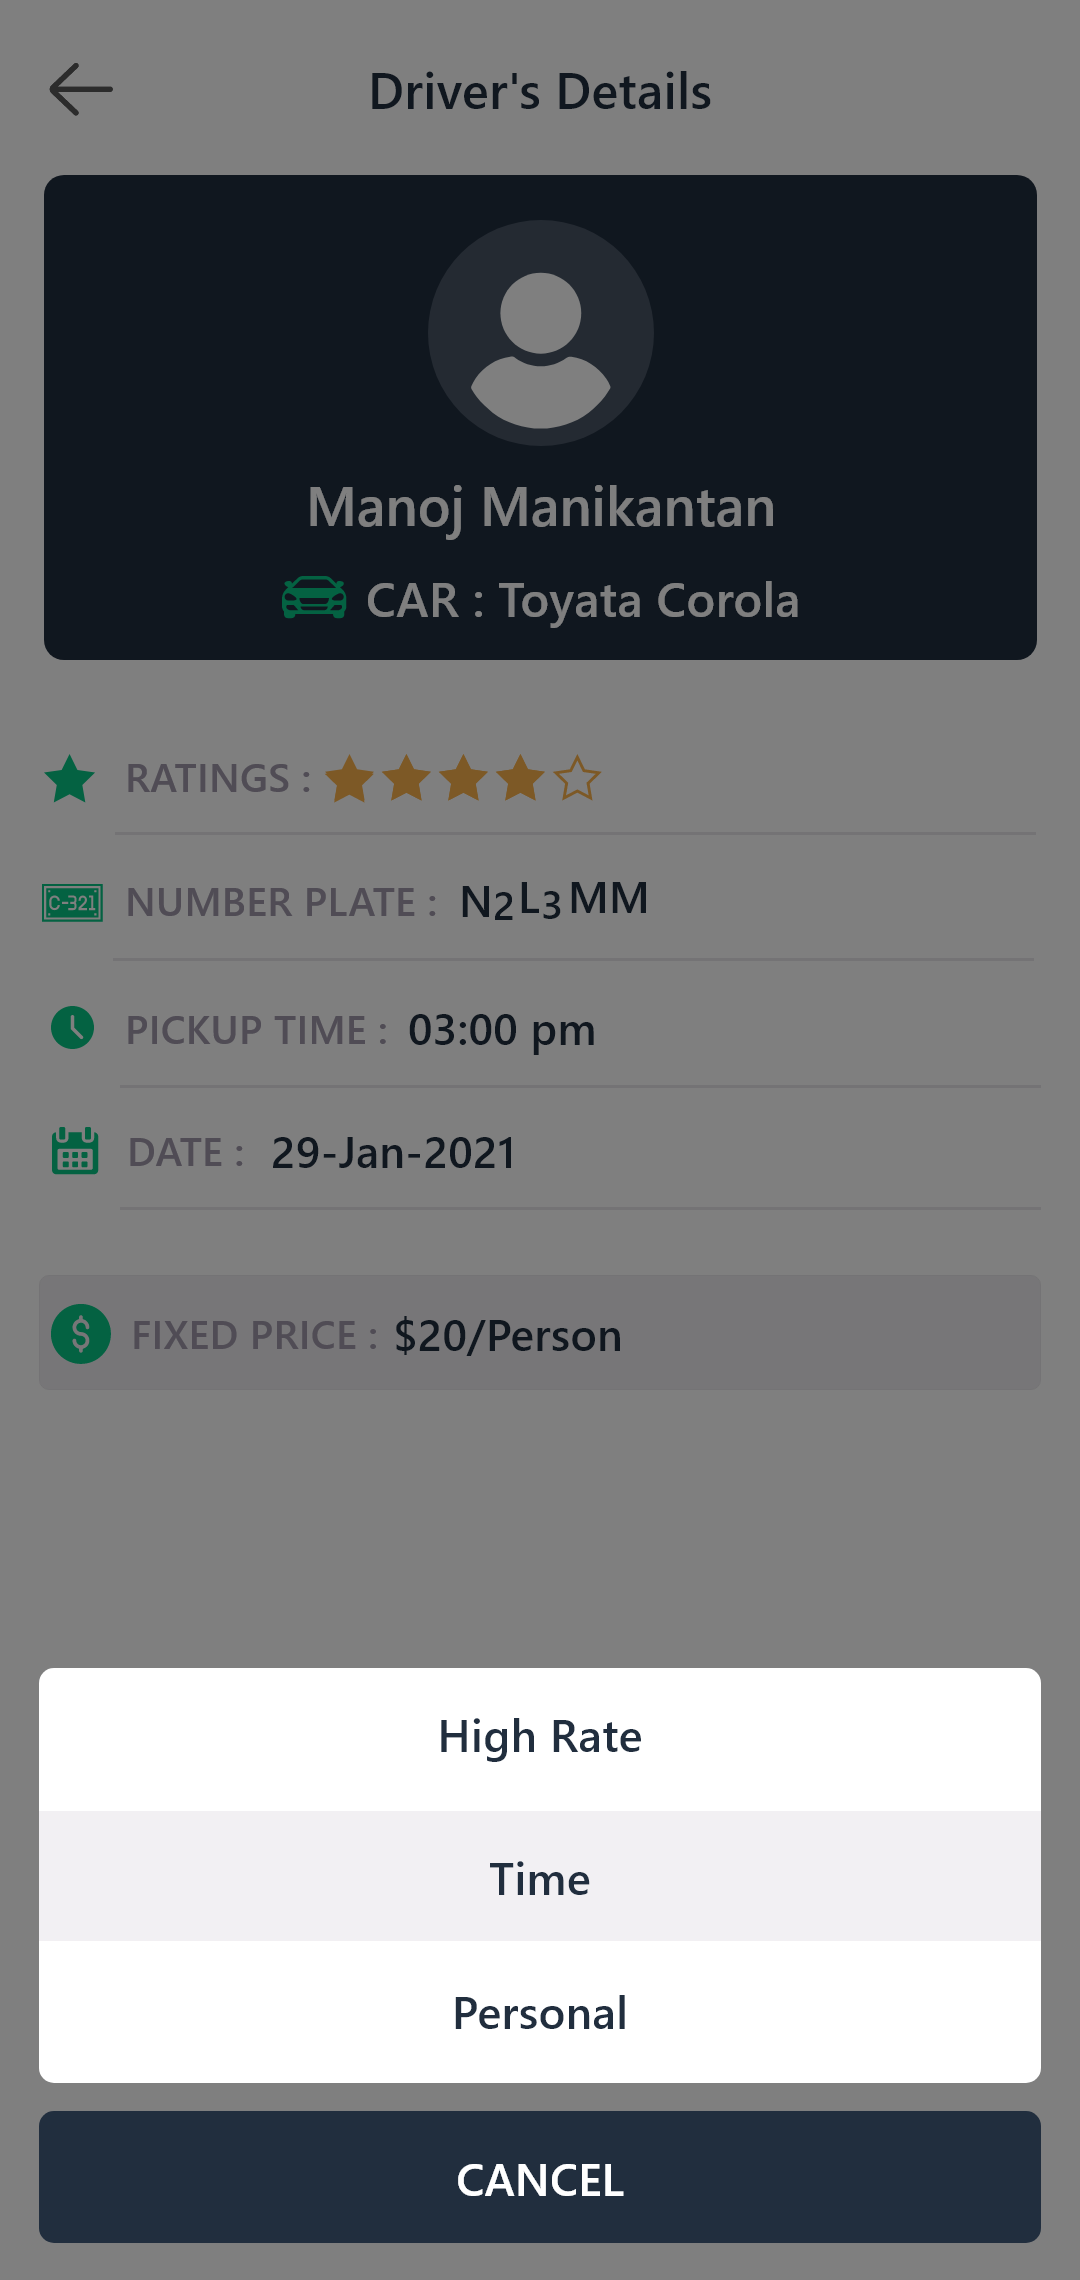 Driver's Details
Manoj Manikantan
CAR : Toyata Corola
RATINGS :
C-321 NUMBER PLATE : N2L3MM
PICKUP TIME : 03:00 pm
DATE : 29-Jan-2021
$ FIXED PRICE : $20/Person
High Rate
Time
Personal
CANCEL